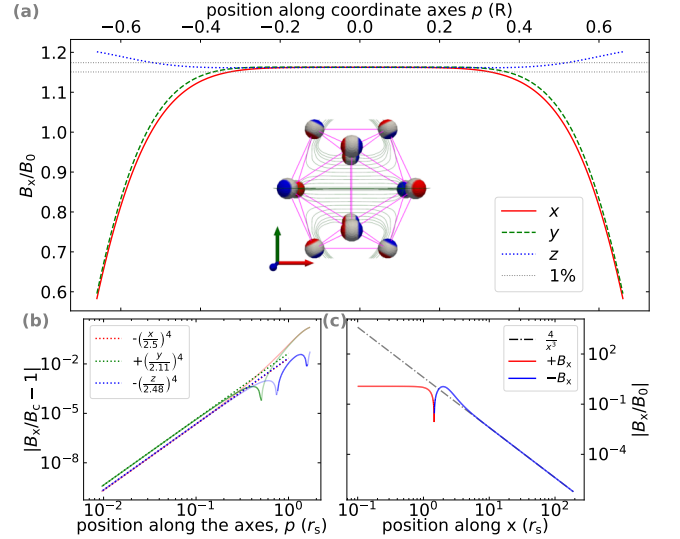 (a)
position along coordinate axes p (R)
−0.6 −0.4 −0.2 0.0 0.2 0.4 0.6
1.2
1.1
1.0
0.9
0.8
0.7
0.6
Bx/B0
x
y
z
1%
(b)
-(x/2.5)^4
+(y/2.11)^4
-(z/2.48)^4
|Bx/Bc − 1|
10^−2
10^−5
10^−8
10^−2 10^−1 10^0
position along the axes, p (rs)
(c)
4/x^3
+Bx
−Bx
10^2
10^−1
10^−4
|Bx/B0|
10^−1 10^0 10^1 10^2
position along x (rs)